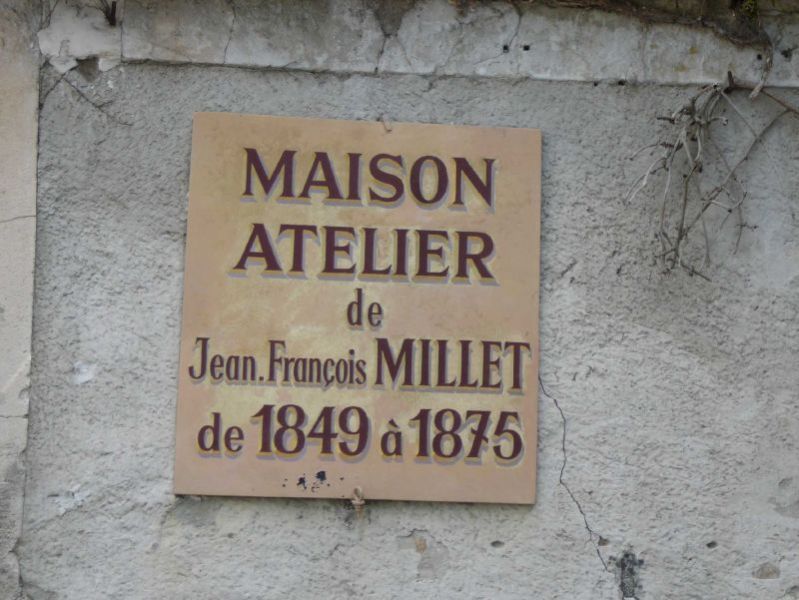 MAISON
ATELIER
de
Jean.François MILLET
de 1849 à 1875